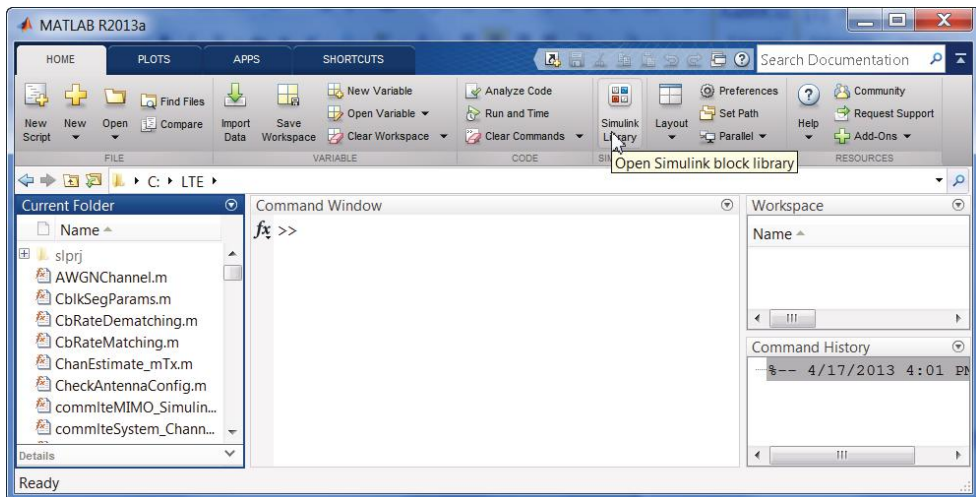 MATLAB R2013a
HOME PLOTS APPS SHORTCUTS
Search Documentation
New Script
New
Open
Find Files
Compare
Import Data
Save Workspace
New Variable
Open Variable
Clear Workspace
Analyze Code
Run and Time
Clear Commands
Simulink Library
Layout
Preferences
Set Path
Parallel
Help
Community
Request Support
Add-Ons
FILE VARIABLE CODE RESOURCES
Open Simulink block library
C: LTE
Current Folder
Name
slprj
AWGNChannel.m
CblkSegParams.m
CbRateDematching.m
CbRateMatching.m
ChanEstimate_mTx.m
CheckAntennaConfig.m
commlteMIMO_Simulin...
commlteSystem_Chann...
Details
Command Window
fx >>
Workspace
Name
Command History
%-- 4/17/2013 4:01 PM
Ready